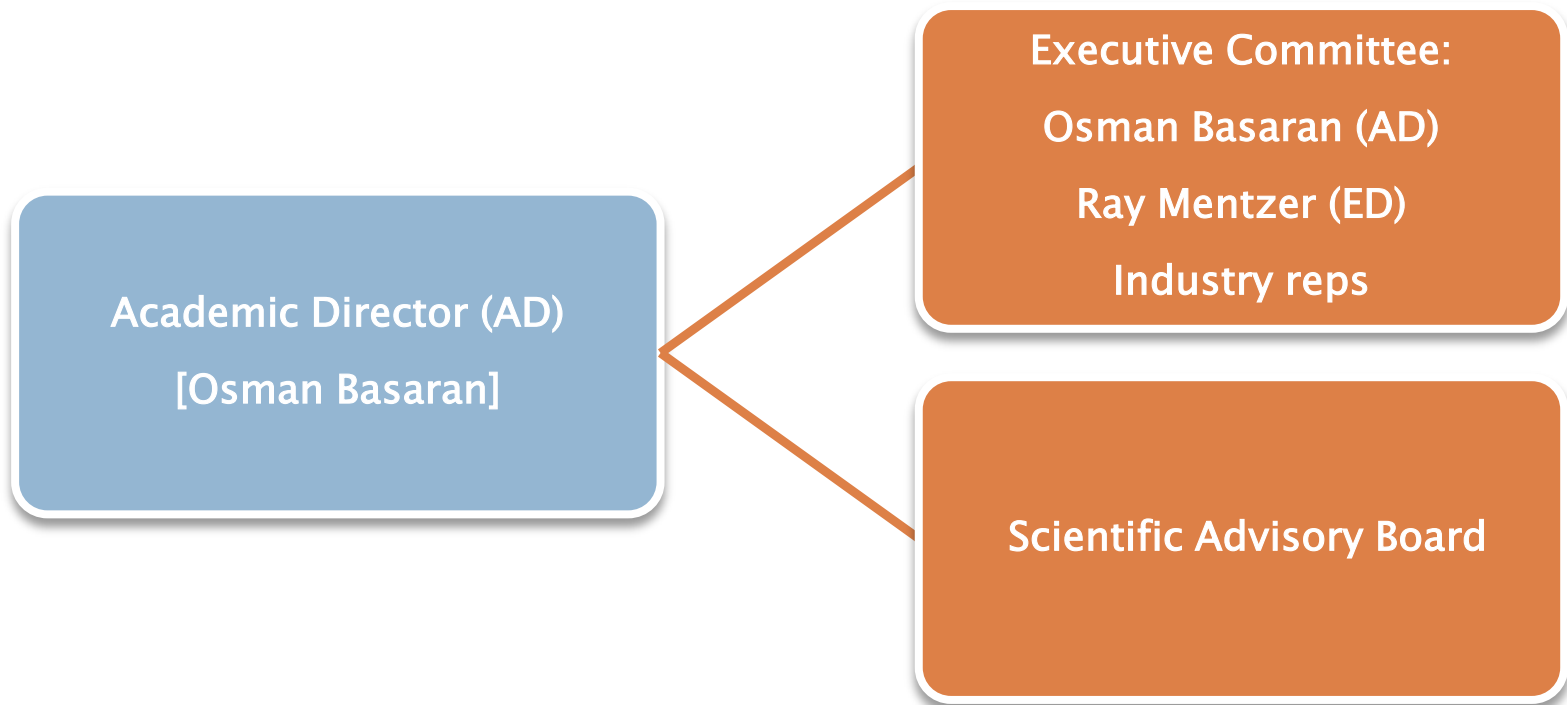 Academic Director (AD)
[Osman Basaran]
Executive Committee:
Osman Basaran (AD)
Ray Mentzer (ED)
Industry reps
Scientific Advisory Board